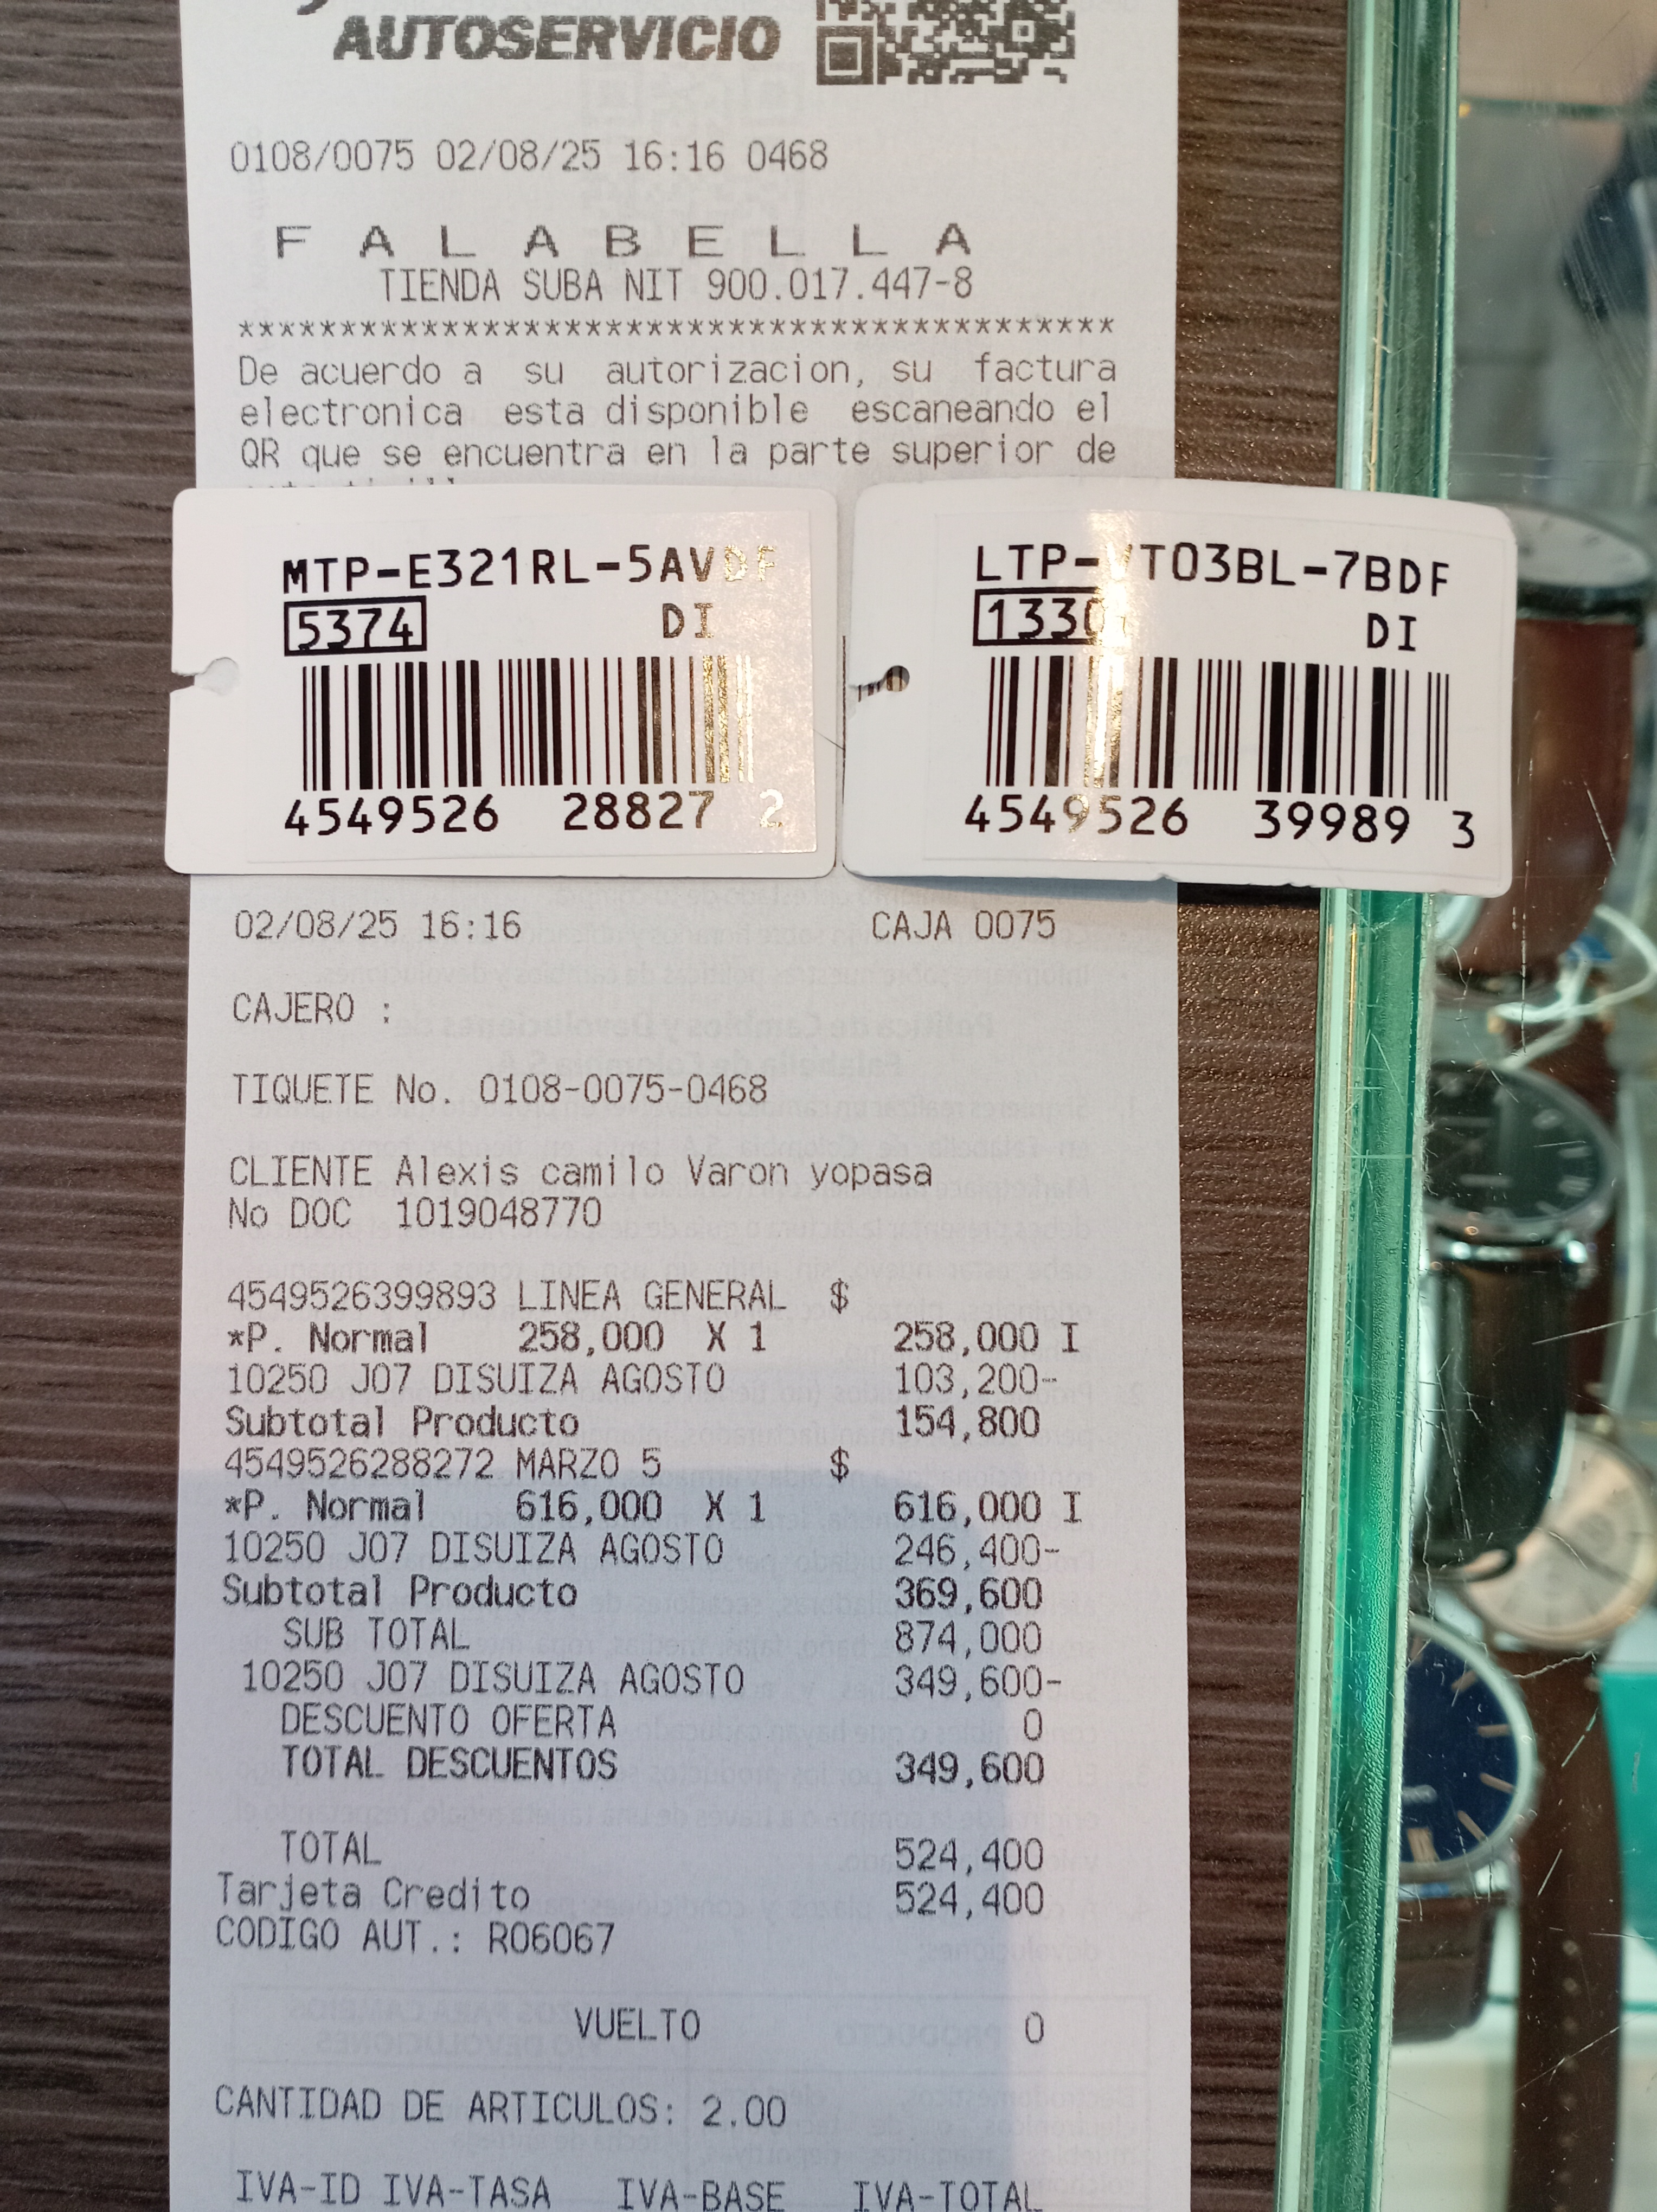 AUTOSERVICIO
0108/0075 02/08/25 16:16 0468
F A L A B E L L A
TIENDA SUBA NIT 900.017.447-8
*******************************************
De acuerdo a su autorizacion, su factura
electronica esta disponible escaneando el
QR que se encuentra en la parte superior de
MTP-E321RL-5AVDF
5374 DI
4549526 28827 2
LTP-VT03BL-7BDF
1330 DI
4549526 39989 3
02/08/25 16:16 CAJA 0075
CAJERO :
TIQUETE No. 0108-0075-0468
CLIENTE Alexis camilo Varon yopasa
No DOC 1019048770
4549526399893 LINEA GENERAL $
*P. Normal 258,000 X 1 258,000 I
10250 J07 DISUIZA AGOSTO 103,200-
Subtotal Producto 154,800
4549526288272 MARZO 5 $
*P. Normal 616,000 X 1 616,000 I
10250 J07 DISUIZA AGOSTO 246,400-
Subtotal Producto 369,600
SUB TOTAL 874,000
10250 J07 DISUIZA AGOSTO 349,600-
DESCUENTO OFERTA 0
TOTAL DESCUENTOS 349,600
TOTAL 524,400
Tarjeta Credito 524,400
CODIGO AUT.: R06067
VUELTO 0
CANTIDAD DE ARTICULOS: 2.00
IVA-ID IVA-TASA IVA-BASE IVA-TOTAL